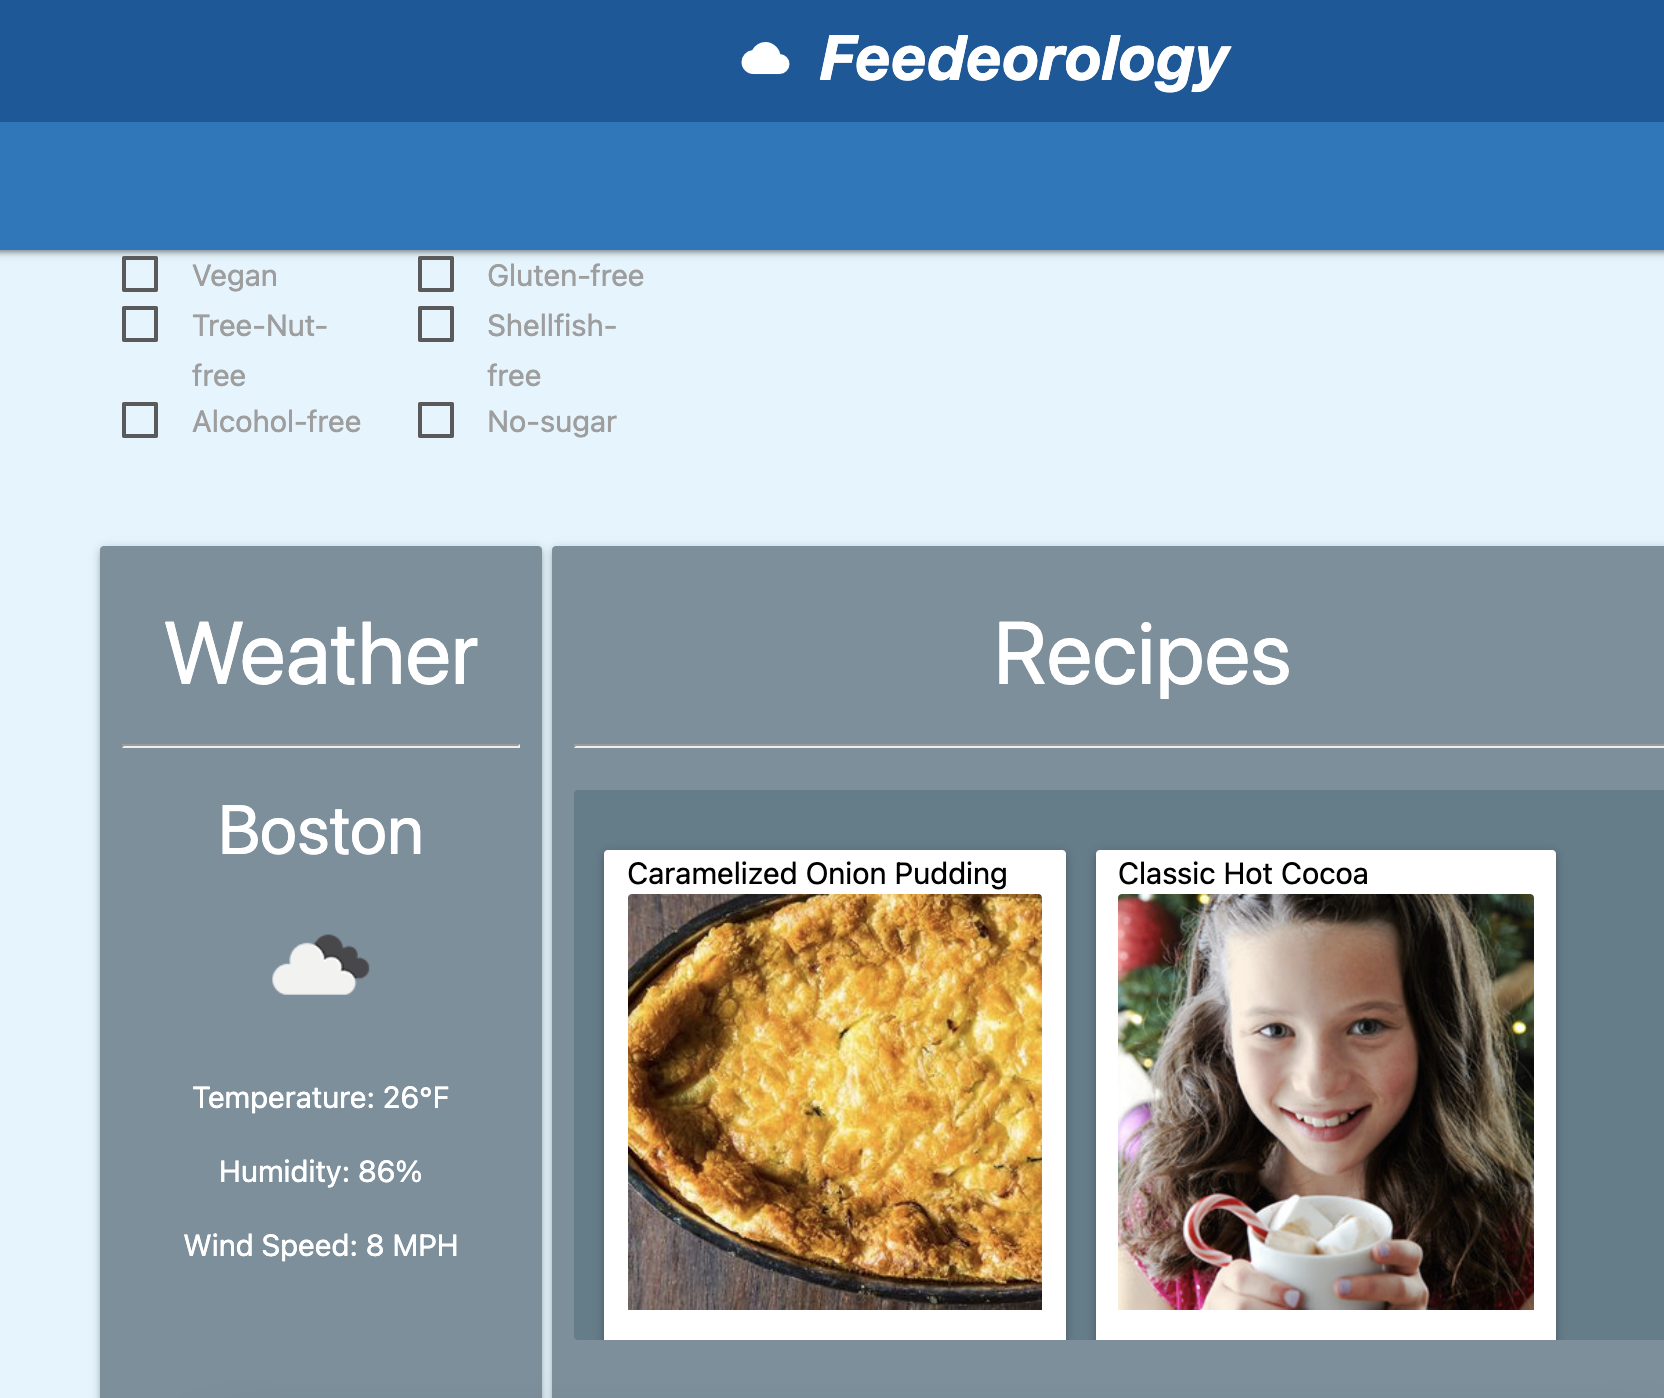 Feedeorology
Vegan
Gluten-free
Tree-Nut-
free
Shellfish-
free
Alcohol-free
No-sugar
Weather
Boston
Temperature: 26°F
Humidity: 86%
Wind Speed: 8 MPH
Recipes
Caramelized Onion Pudding
Classic Hot Cocoa